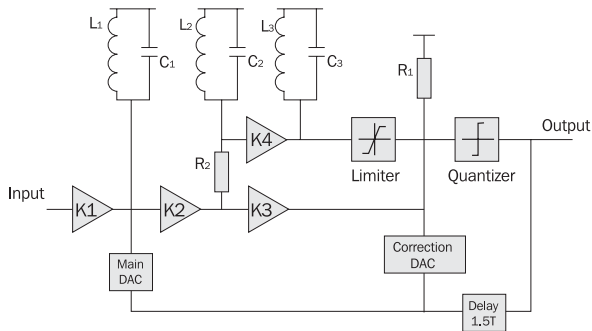 L1
C1
L2
C2
L3
C3
R1
K4
Limiter
Quantizer
Output
R2
Input
K1
K2
K3
Main
DAC
Correction
DAC
Delay
1.5T